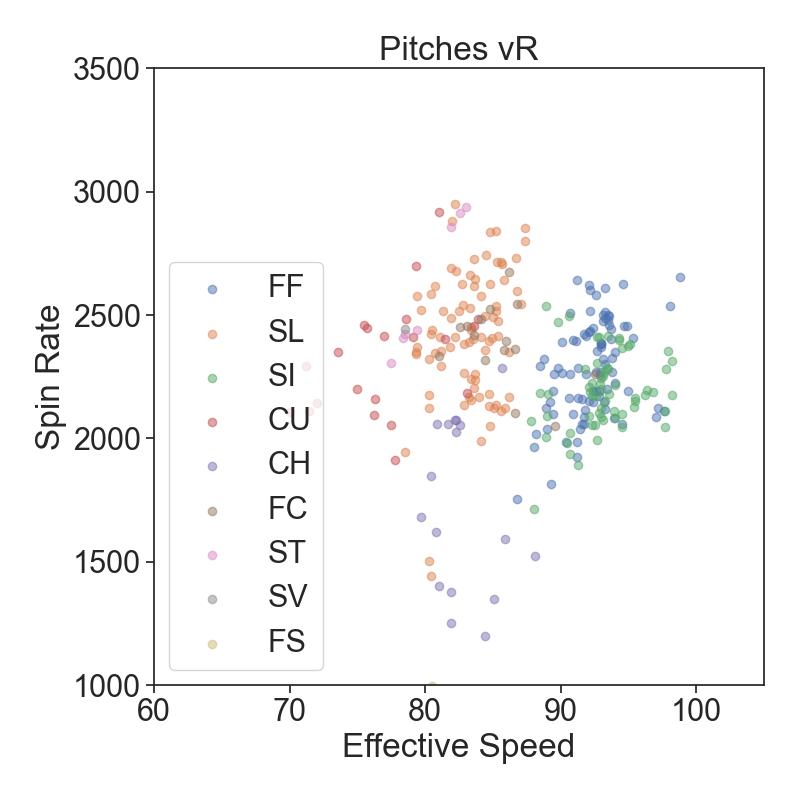 Pitches vR
3500
3000
2500
2000
1500
1000
Spin Rate
FF
SL
SI
CU
CH
FC
ST
SV
FS
60 70 80 90 100
Effective Speed